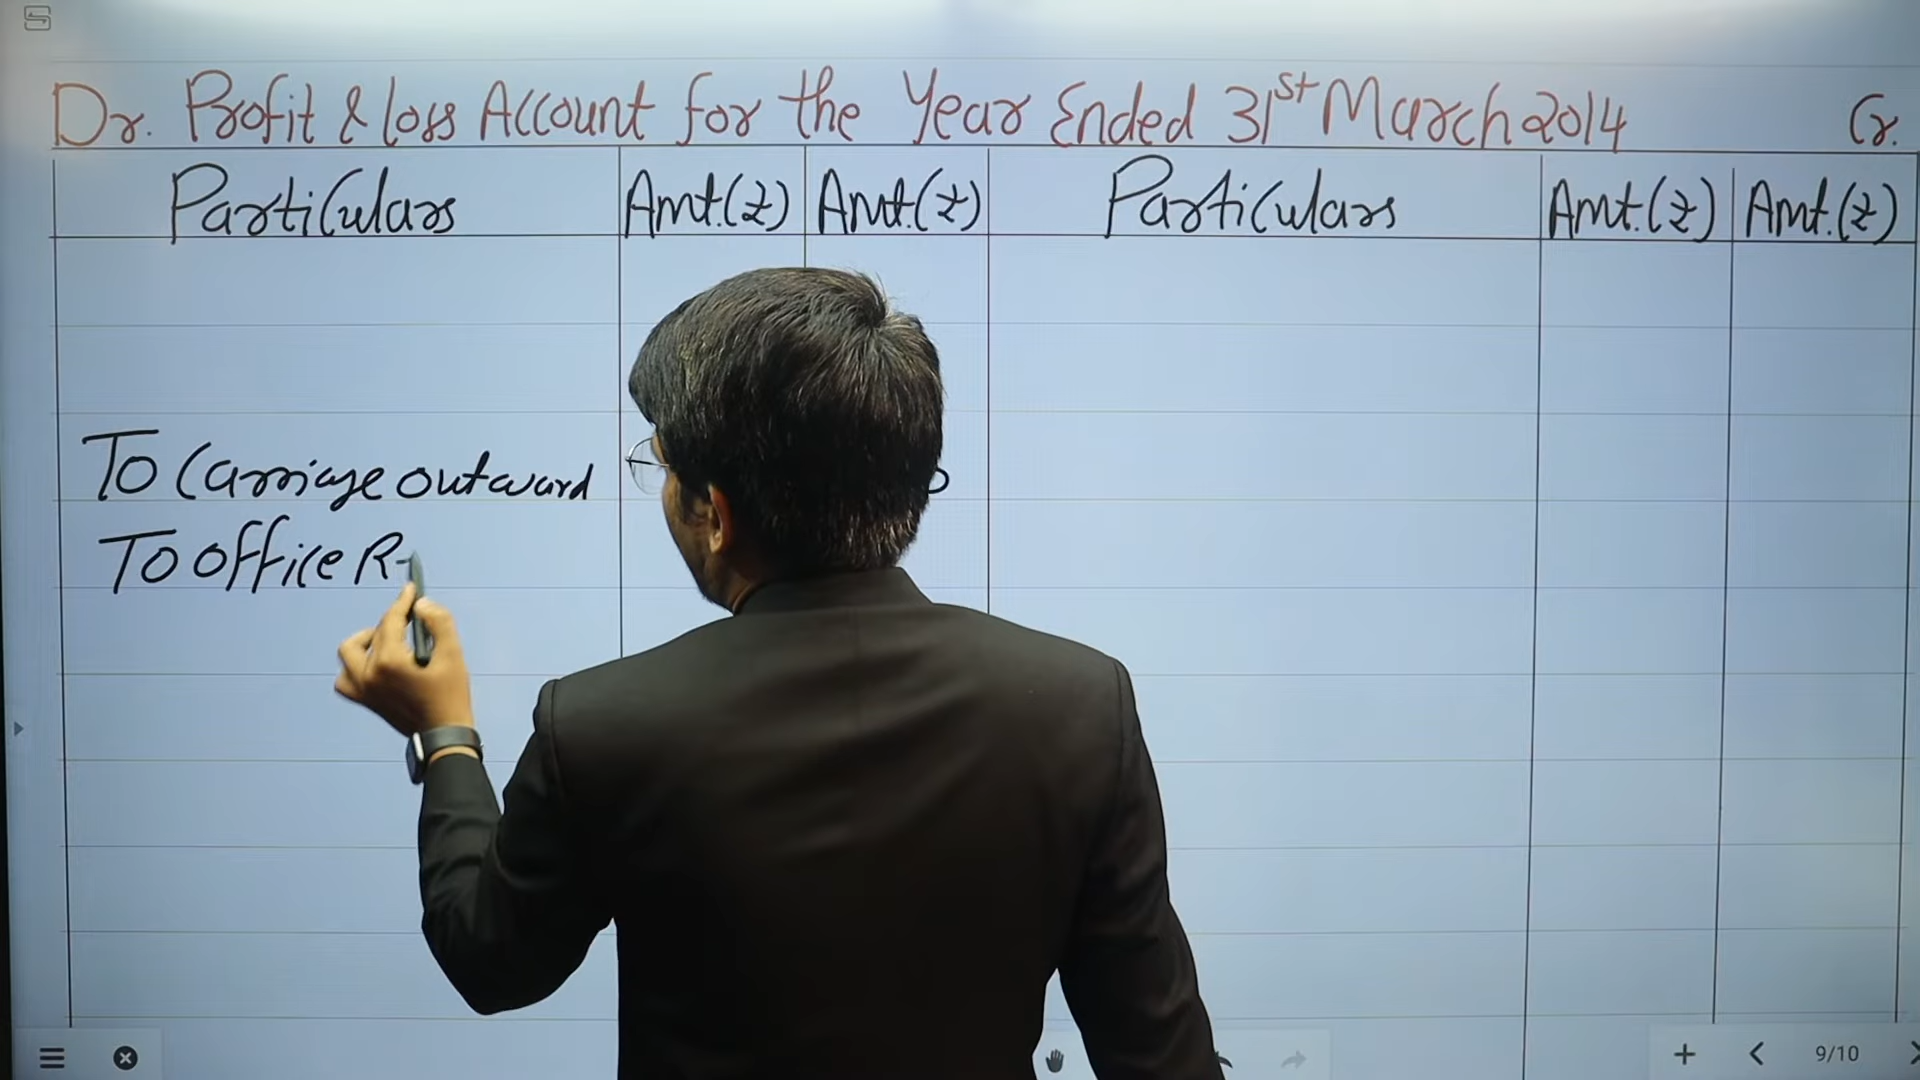 Dr. Profit & Loss Account for the Year Ended 31st March 2014 Cr.
Particulars Amt.(₹) Amt.(₹) Particulars Amt.(₹) Amt.(₹)
To Carriage outward
To office R
9/10